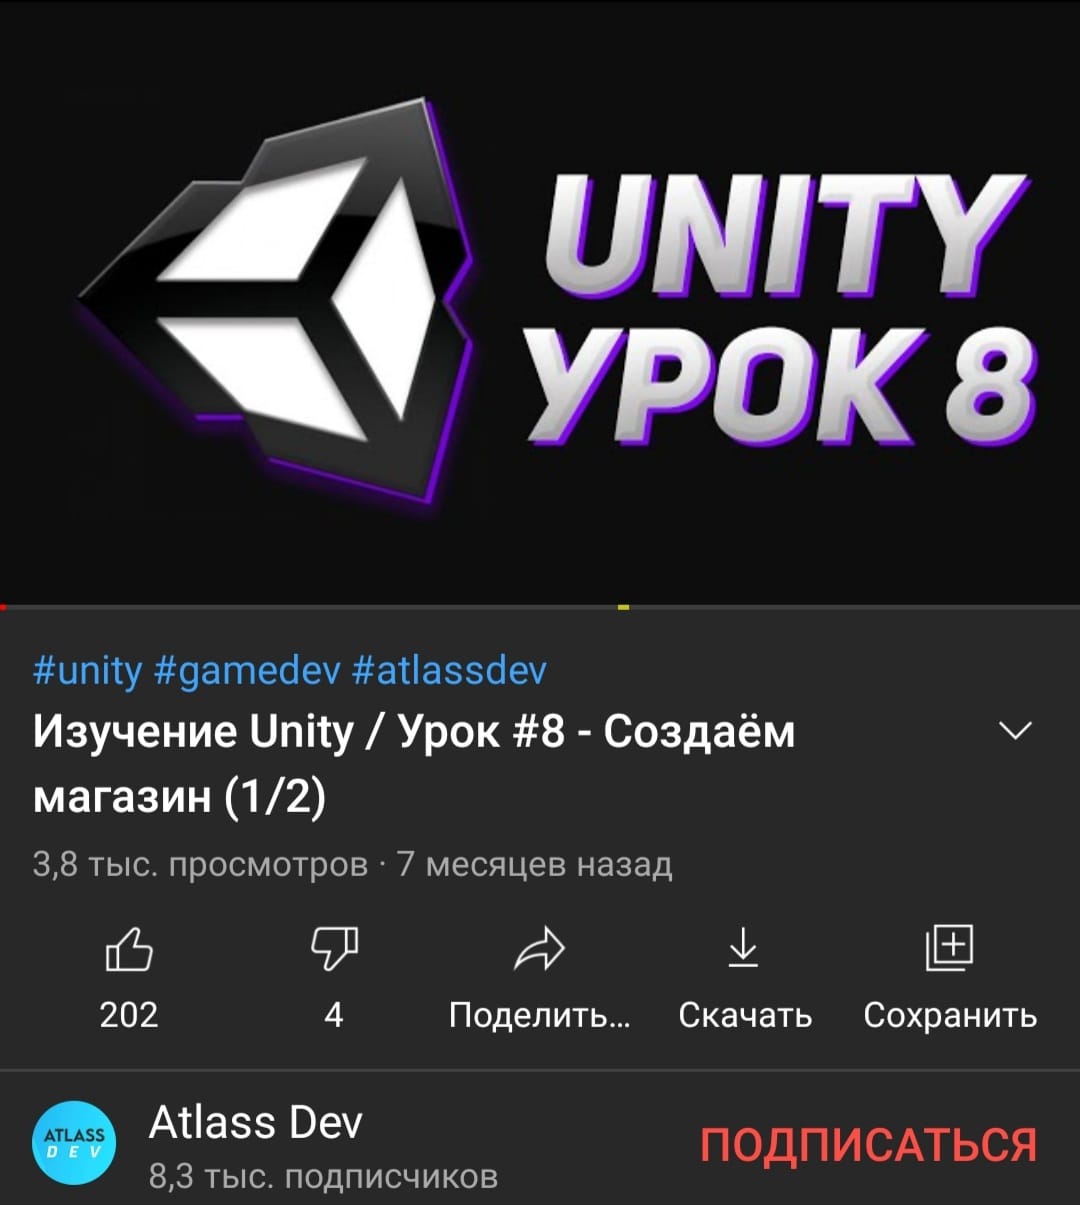 UNITY
УРОК 8
#unity #gamedev #atlassdev
Изучение Unity / Урок #8 - Создаём
магазин (1/2)
3,8 тыс. просмотров · 7 месяцев назад
202
4
Поделить...
Скачать
Сохранить
ATLASS
DEV
Atlass Dev
8,3 тыс. подписчиков
ПОДПИСАТЬСЯ